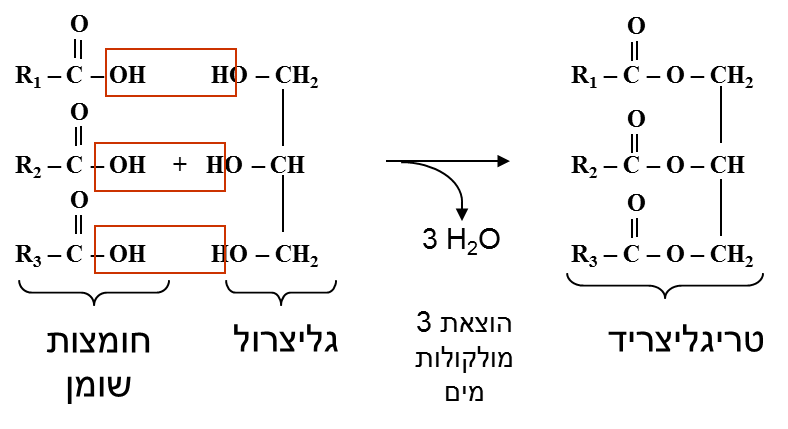 O O
R₁ – C – OH HO – CH₂ R₁ – C – O – CH₂
O O
R₂ – C – OH + HO – CH R₂ – C – O – CH
O O
R₃ – C – OH HO – CH₂ R₃ – C – O – CH₂
3 H₂O
חומצות שומן
גליצרול
הוצאת 3
מולקולות
מים
טריגליצריד